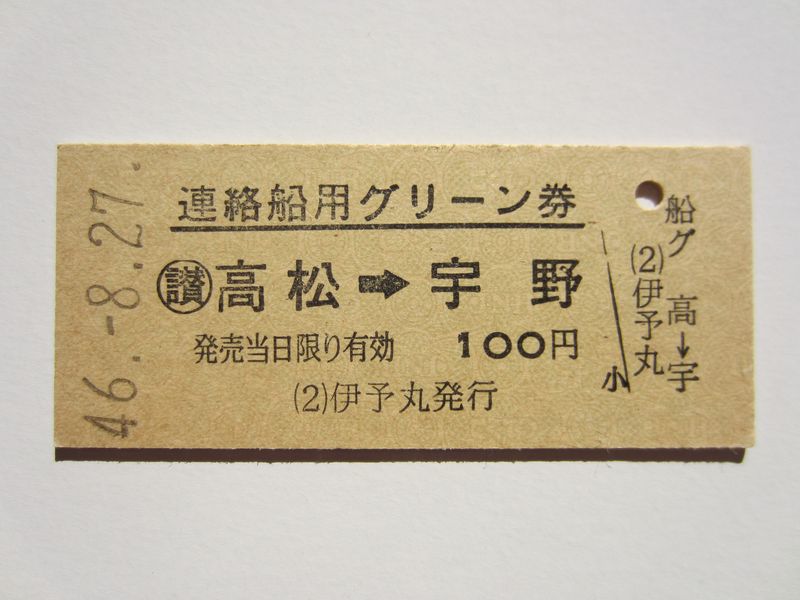 46.-8.27.
連絡船用グリーン券
讃 高松➡宇野
発売当日限り有効 100円
(2)伊予丸発行
小
船グ 高→宇
(2)伊予丸